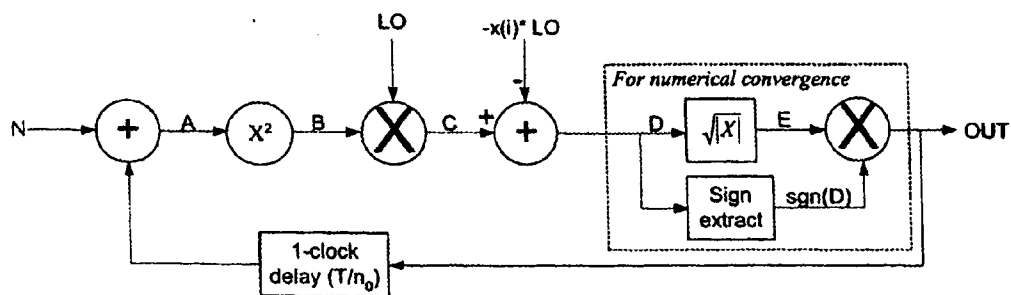 LO
-x(i)* LO
For numerical convergence
N
+
A
X²
B
X
C
+
-
+
D
√|X|
E
X
OUT
Sign
extract
sgn(D)
1-clock
delay (T/n₀)